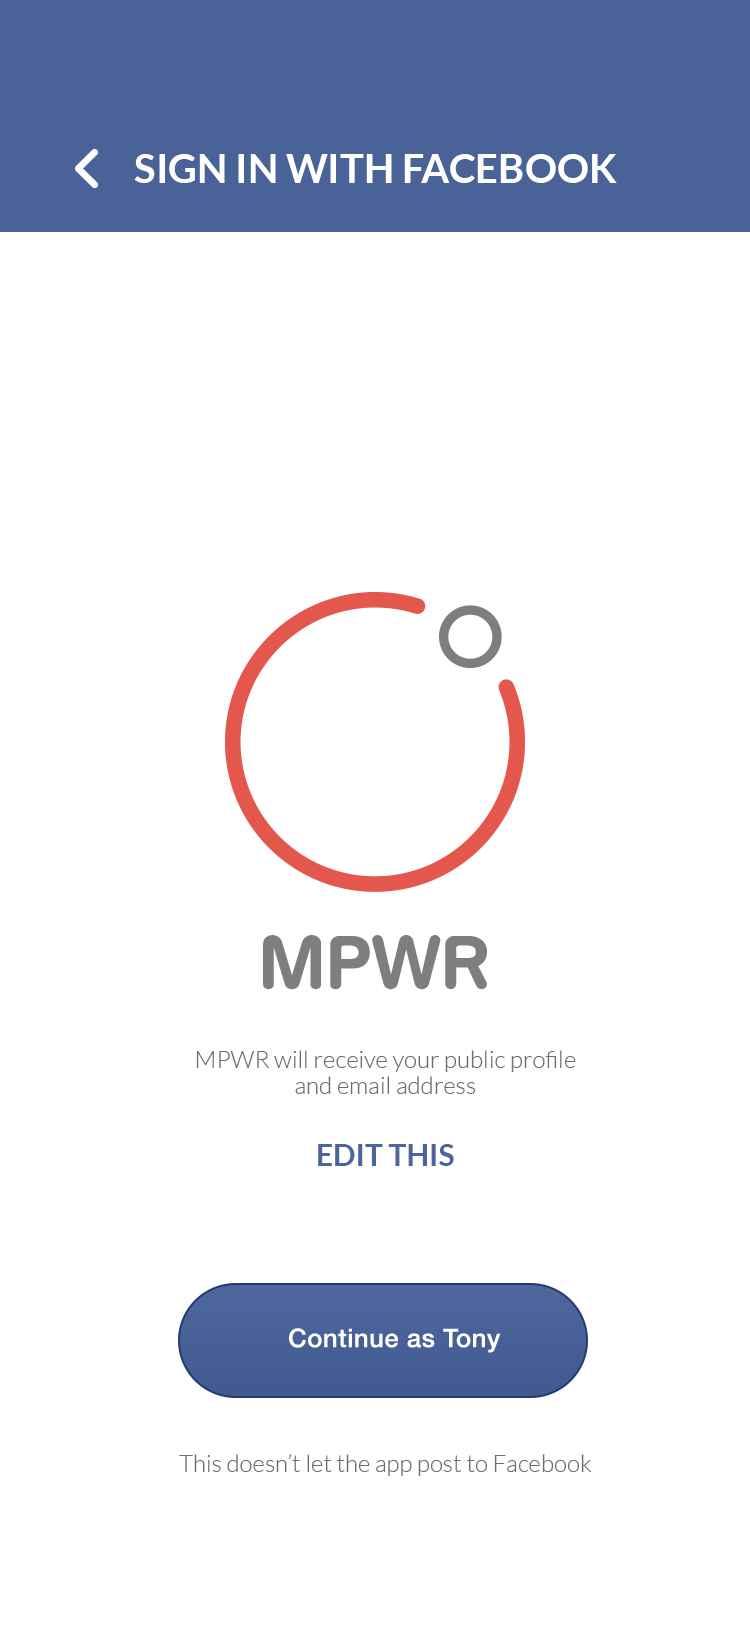 SIGN IN WITH FACEBOOK
MPWR
MPWR will receive your public profile
and email address
EDIT THIS
Continue as Tony
This doesn’t let the app post to Facebook